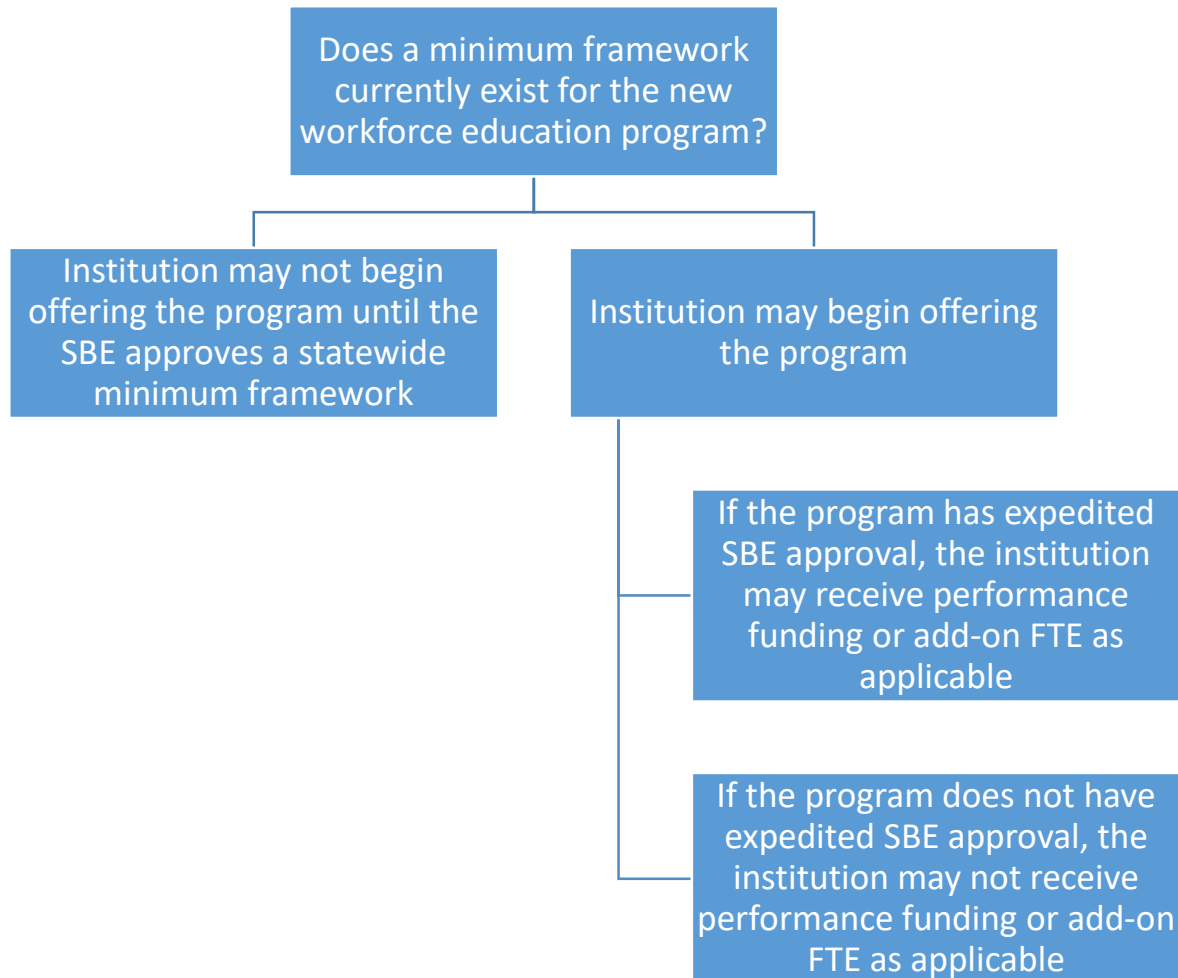 Does a minimum framework
currently exist for the new
workforce education program?
Institution may not begin
offering the program until the
SBE approves a statewide
minimum framework
Institution may begin offering
the program
If the program has expedited
SBE approval, the institution
may receive performance
funding or add-on FTE as
applicable
If the program does not have
expedited SBE approval, the
institution may not receive
performance funding or add-on
FTE as applicable